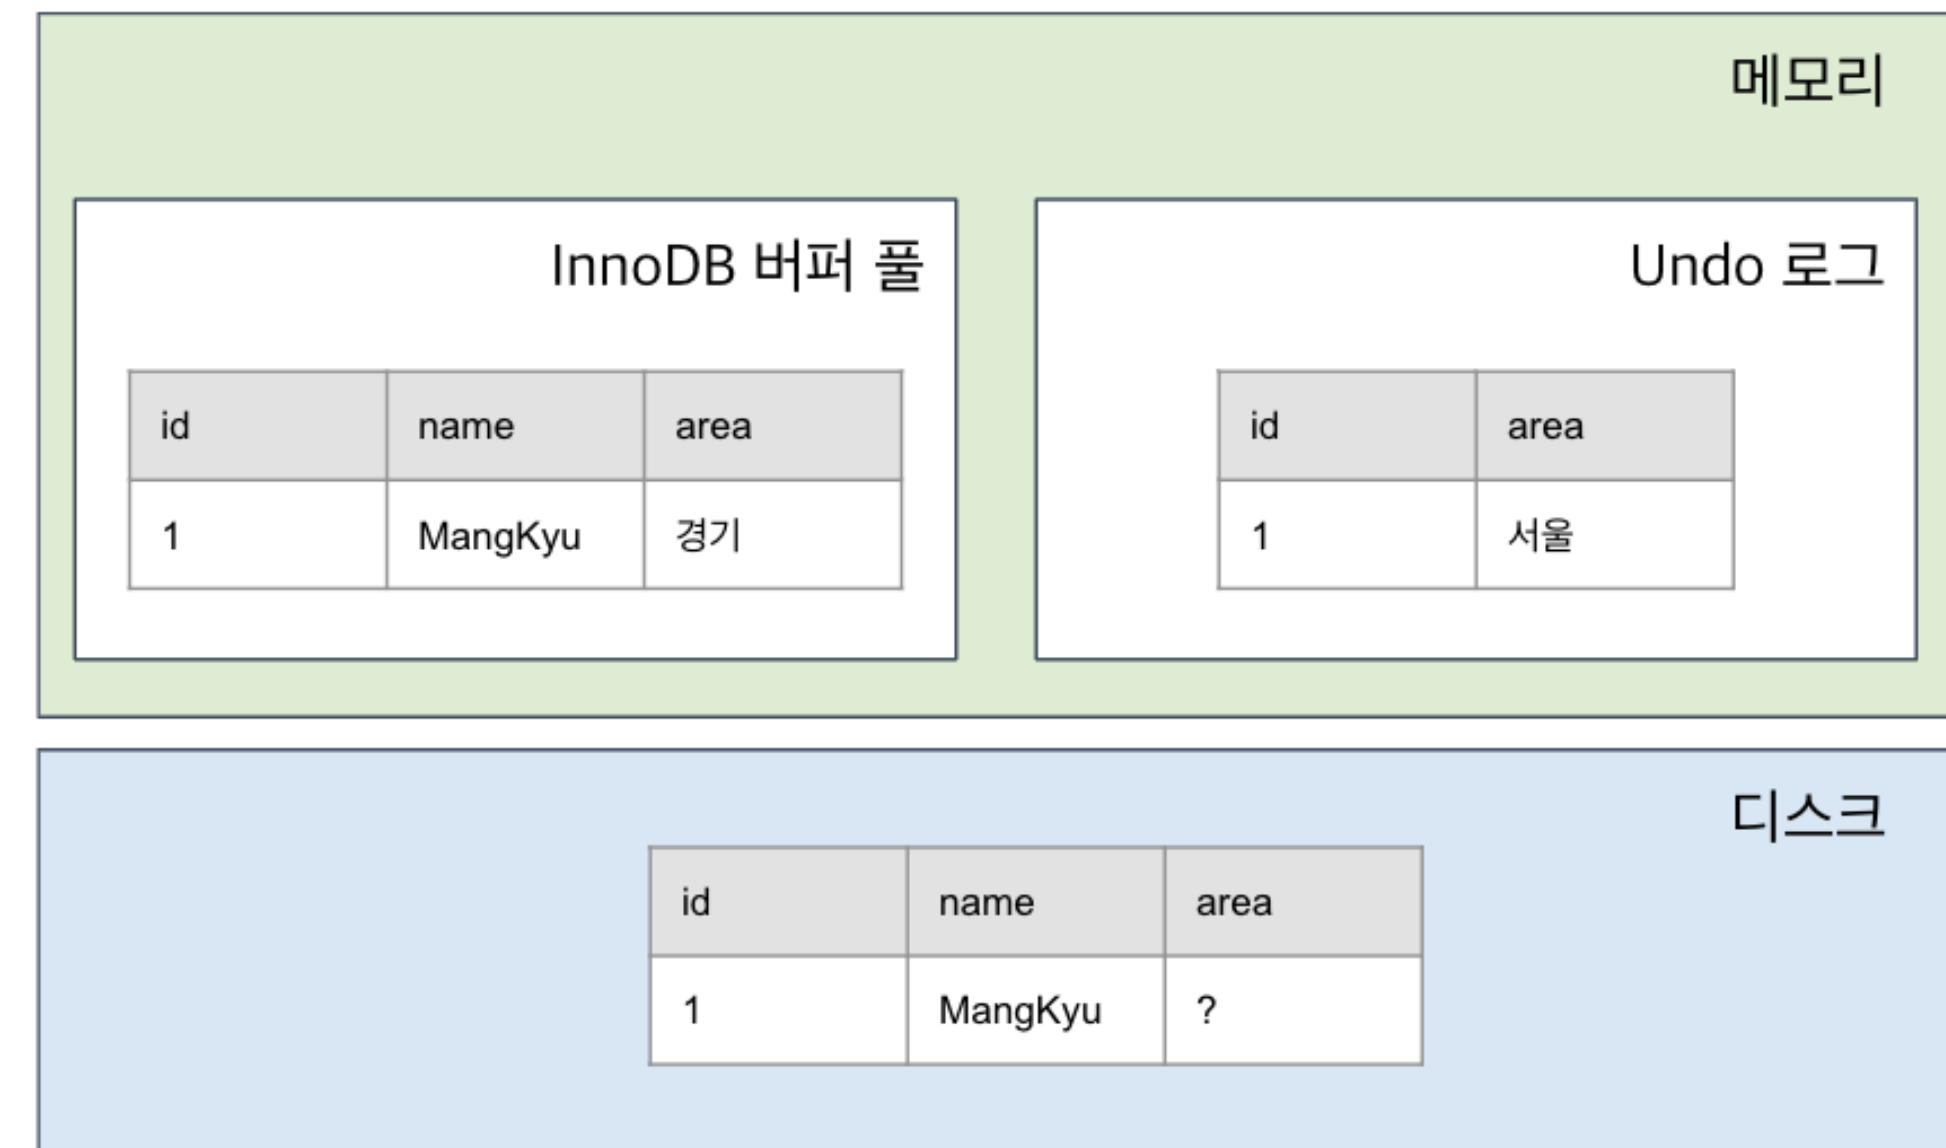 메모리
InnoDB 버퍼 풀
id name area
1 MangKyu 경기
Undo 로그
id area
1 서울
디스크
id name area
1 MangKyu ?